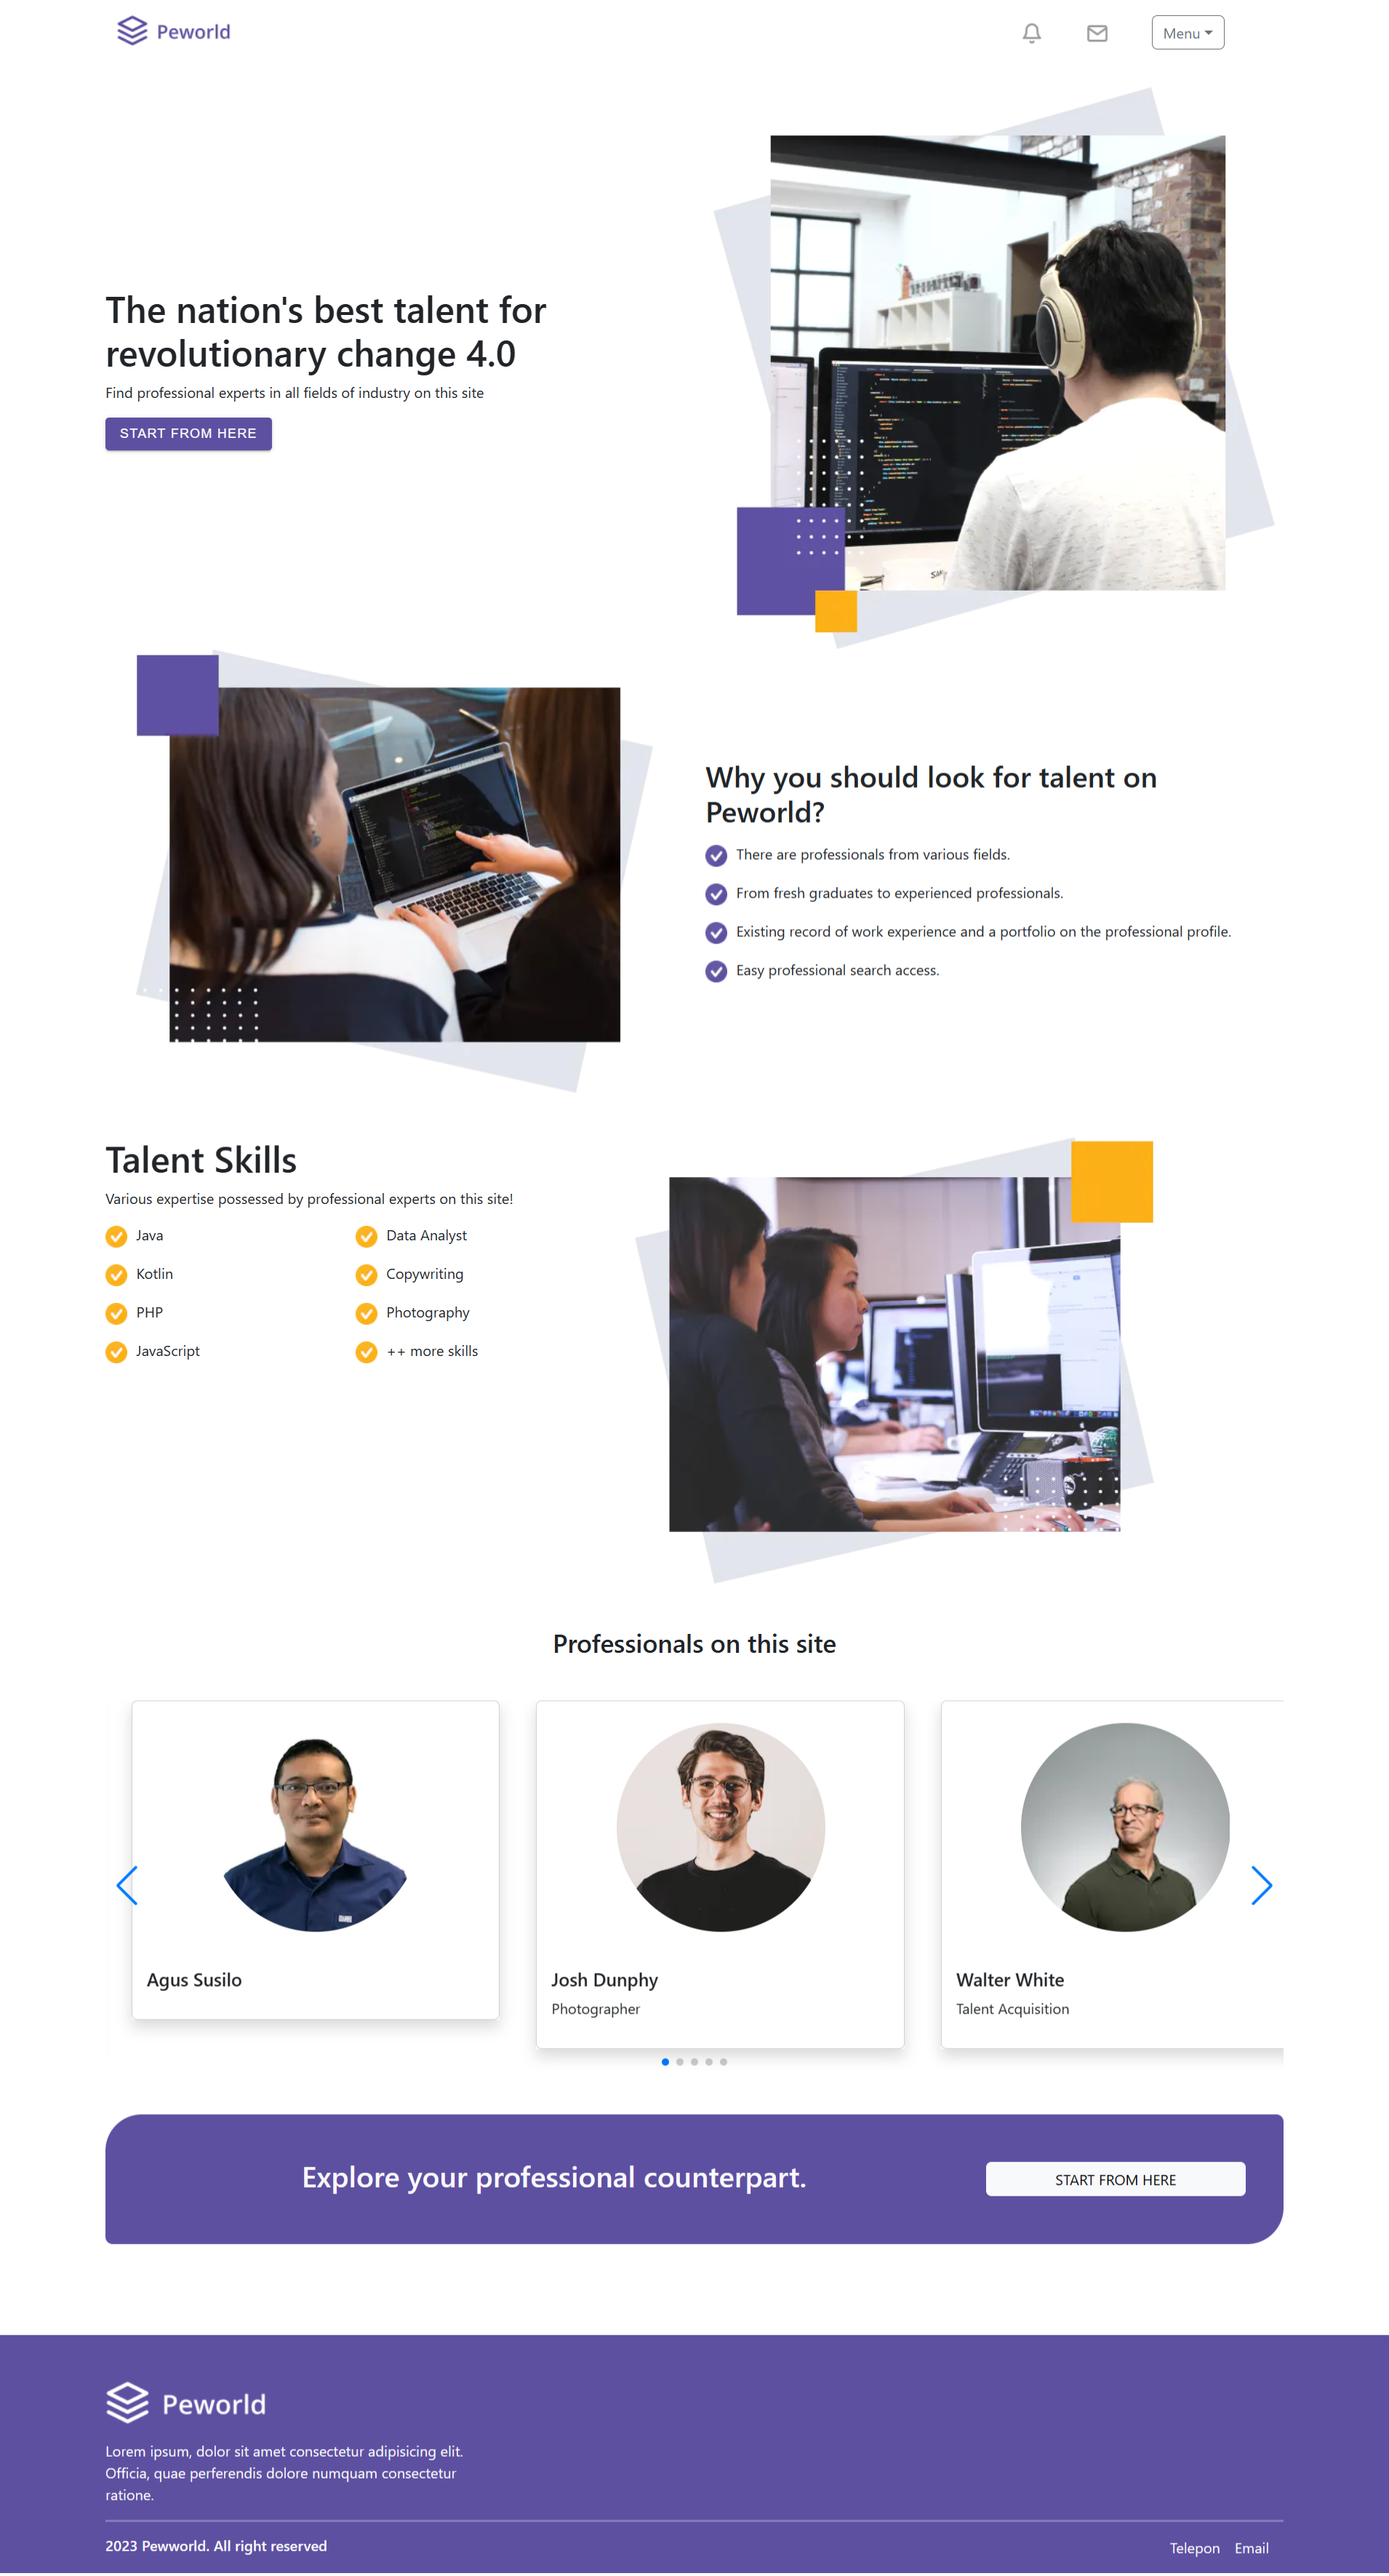 Peworld
Menu
The nation's best talent for
revolutionary change 4.0
Find professional experts in all fields of industry on this site
START FROM HERE
Why you should look for talent on
Peworld?
There are professionals from various fields.
From fresh graduates to experienced professionals.
Existing record of work experience and a portfolio on the professional profile.
Easy professional search access.
Talent Skills
Various expertise possessed by professional experts on this site!
Java
Data Analyst
Kotlin
Copywriting
PHP
Photography
JavaScript
++ more skills
Professionals on this site
Agus Susilo
Josh Dunphy
Photographer
Walter White
Talent Acquisition
Explore your professional counterpart.
START FROM HERE
Peworld
Lorem ipsum, dolor sit amet consectetur adipisicing elit.
Officia, quae perferendis dolore numquam consectetur
ratione.
2023 Pewworld. All right reserved
Telepon
Email